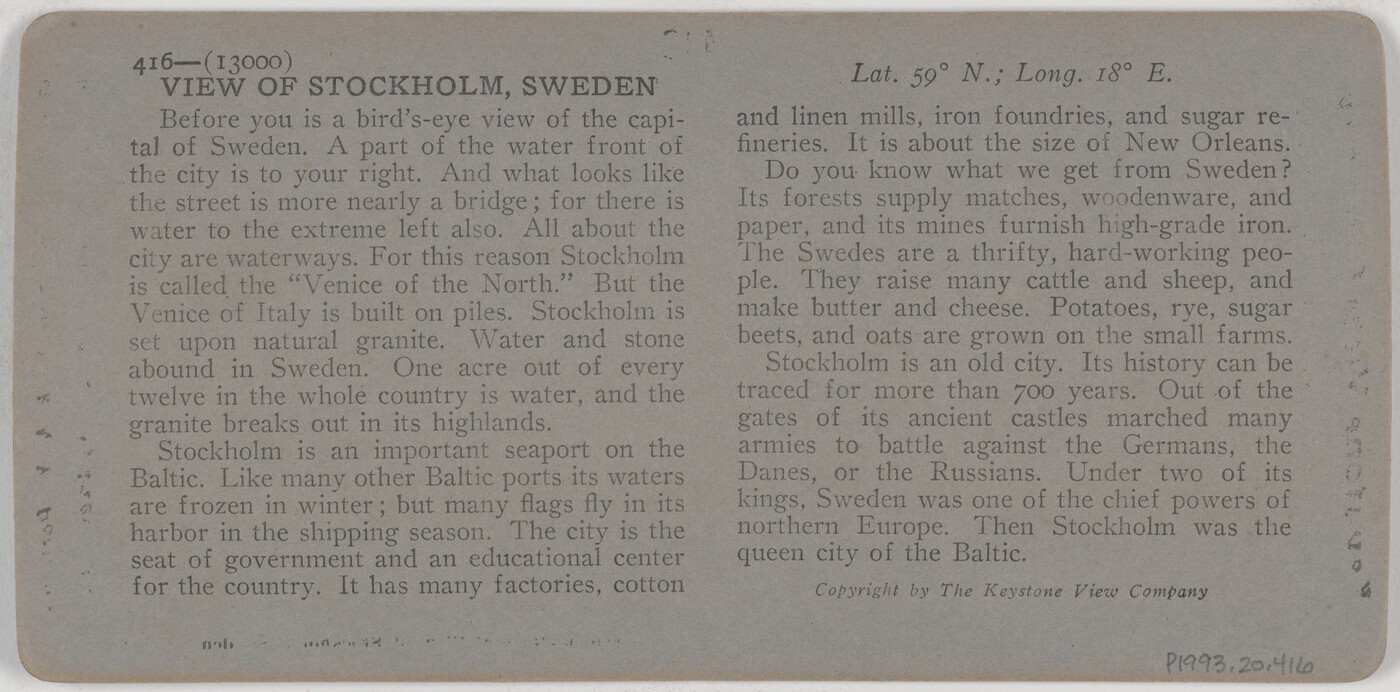 416—(13000)
VIEW OF STOCKHOLM, SWEDEN
Before you is a bird's-eye view of the capi-
tal of Sweden. A part of the water front of
the city is to your right. And what looks like
the street is more nearly a bridge; for there is
water to the extreme left also. All about the
city are waterways. For this reason Stockholm
is called the "Venice of the North." But the
Venice of Italy is built on piles. Stockholm is
set upon natural granite. Water and stone
abound in Sweden. One acre out of every
twelve in the whole country is water, and the
granite breaks out in its highlands.
Stockholm is an important seaport on the
Baltic. Like many other Baltic ports its waters
are frozen in winter; but many flags fly in its
harbor in the shipping season. The city is the
seat of government and an educational center
for the country. It has many factories, cotton
Lat. 59° N.; Long. 18° E.
and linen mills, iron foundries, and sugar re-
fineries. It is about the size of New Orleans.
Do you know what we get from Sweden?
Its forests supply matches, woodenware, and
paper, and its mines furnish high-grade iron.
The Swedes are a thrifty, hard-working peo-
ple. They raise many cattle and sheep, and
make butter and cheese. Potatoes, rye, sugar
beets, and oats are grown on the small farms.
Stockholm is an old city. Its history can be
traced for more than 700 years. Out of the
gates of its ancient castles marched many
armies to battle against the Germans, the
Danes, or the Russians. Under two of its
kings, Sweden was one of the chief powers of
northern Europe. Then Stockholm was the
queen city of the Baltic.
Copyright by The Keystone View Company
P1993.20.416